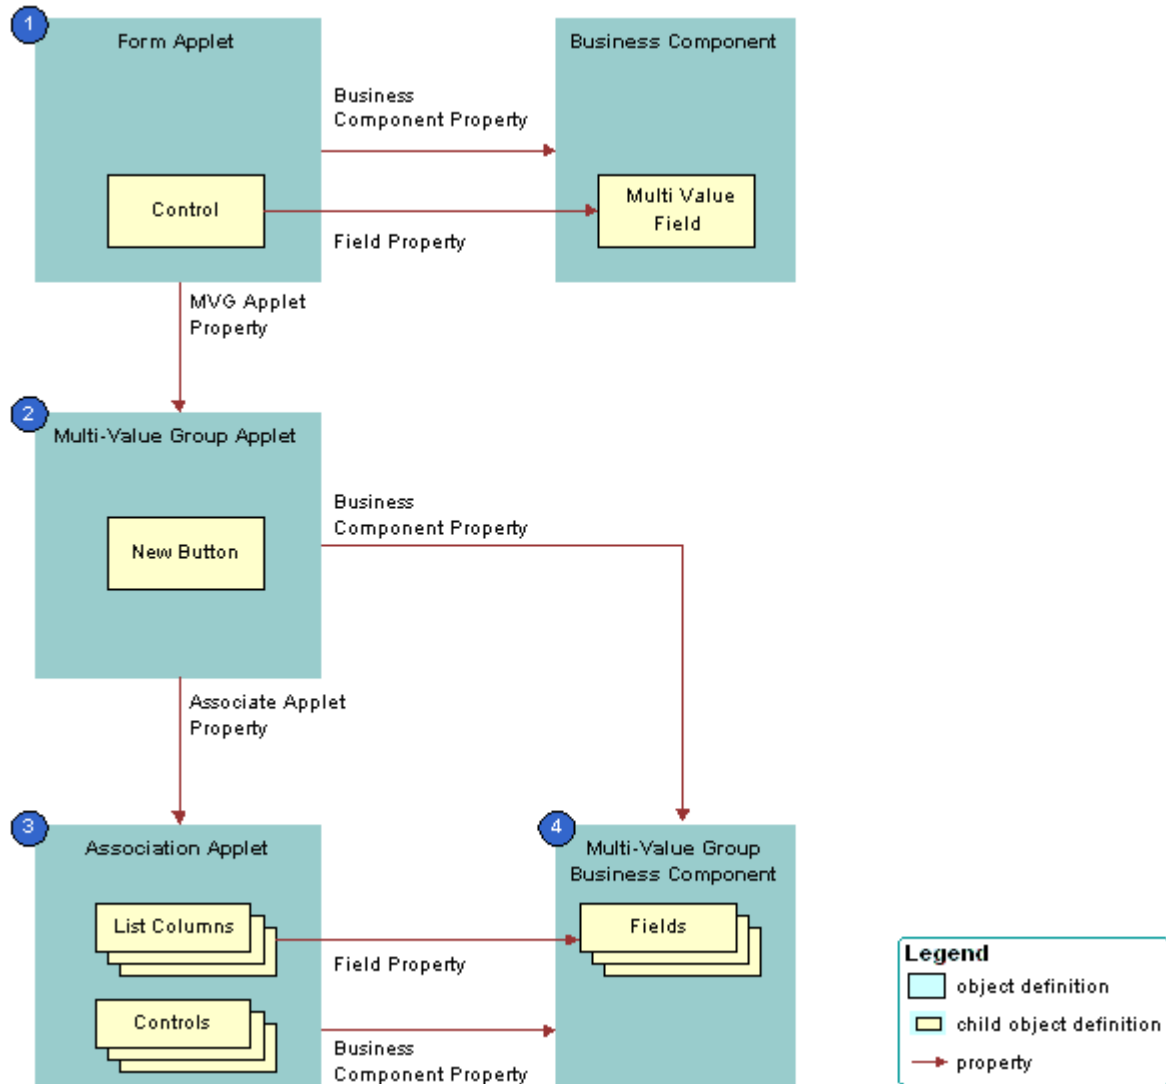 1
Form Applet
Business Component
Business
Component Property
Control
Multi Value
Field
Field Property
MVG Applet
Property
2
Multi-Value Group Applet
Business
Component Property
New Button
Associate Applet
Property
3
Association Applet
4
Multi-Value Group
Business Component
List Columns
Fields
Field Property
Controls
Business
Component Property
Legend
object definition
child object definition
property